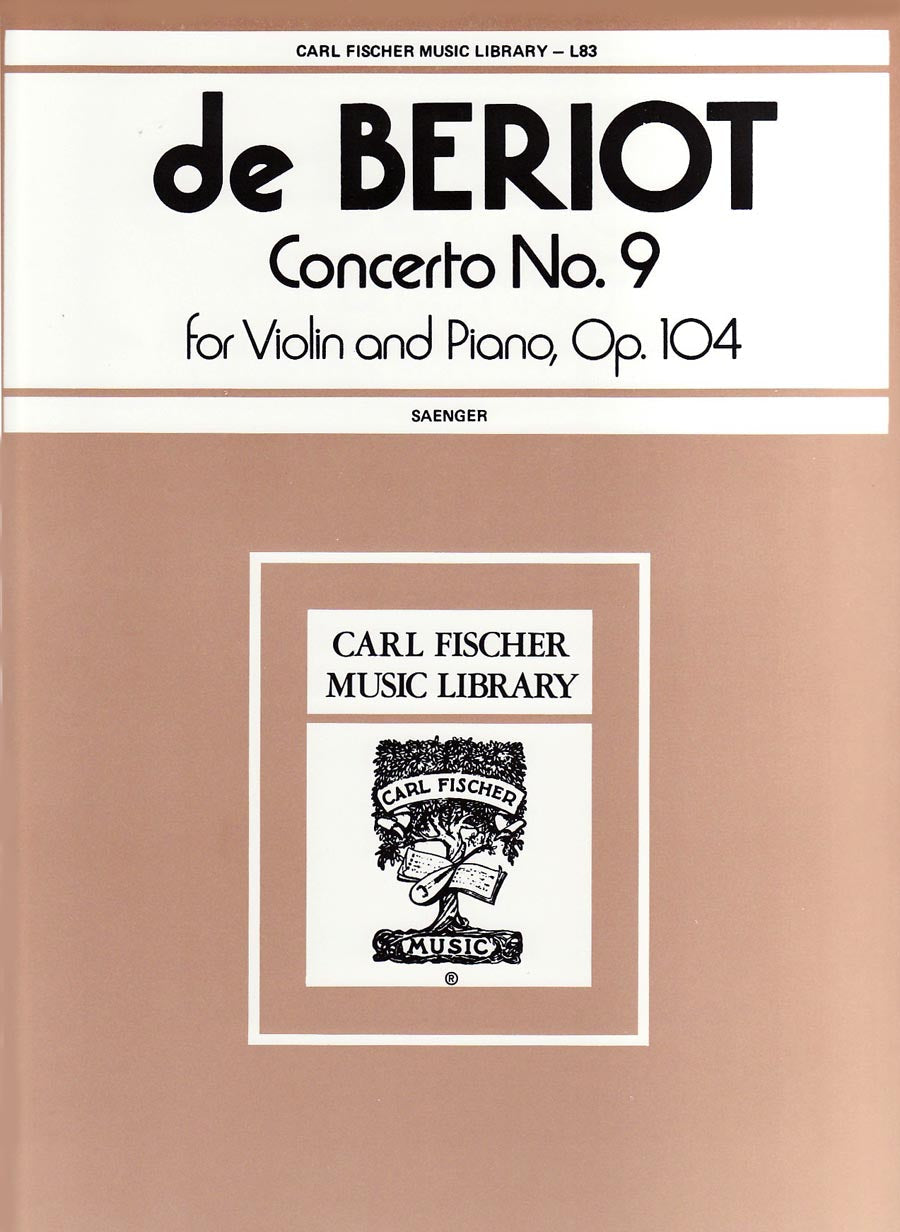 CARL FISCHER MUSIC LIBRARY – L83
de BERIOT
Concerto No. 9
for Violin and Piano, Op. 104
SAENGER
CARL FISCHER
MUSIC LIBRARY
CARL FISCHER
MUSIC
®